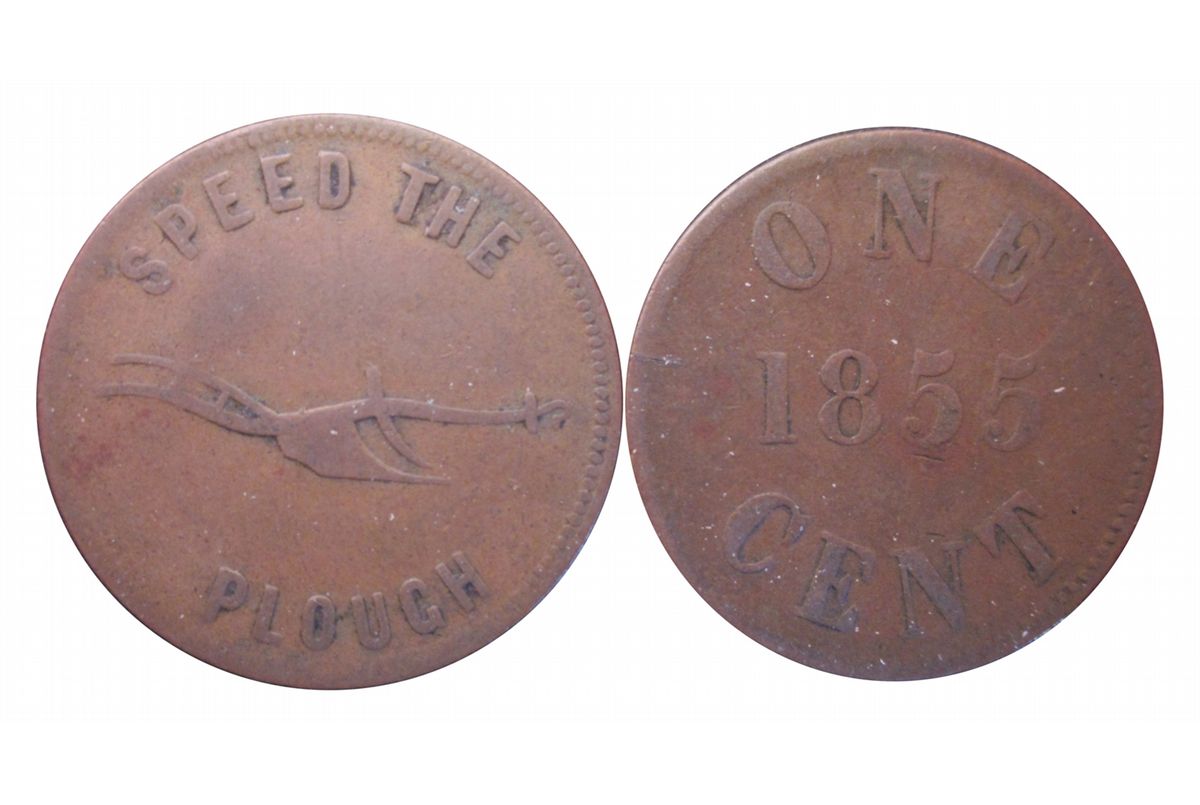 SPEED THE
PLOUGH
ONE
1855
CENT